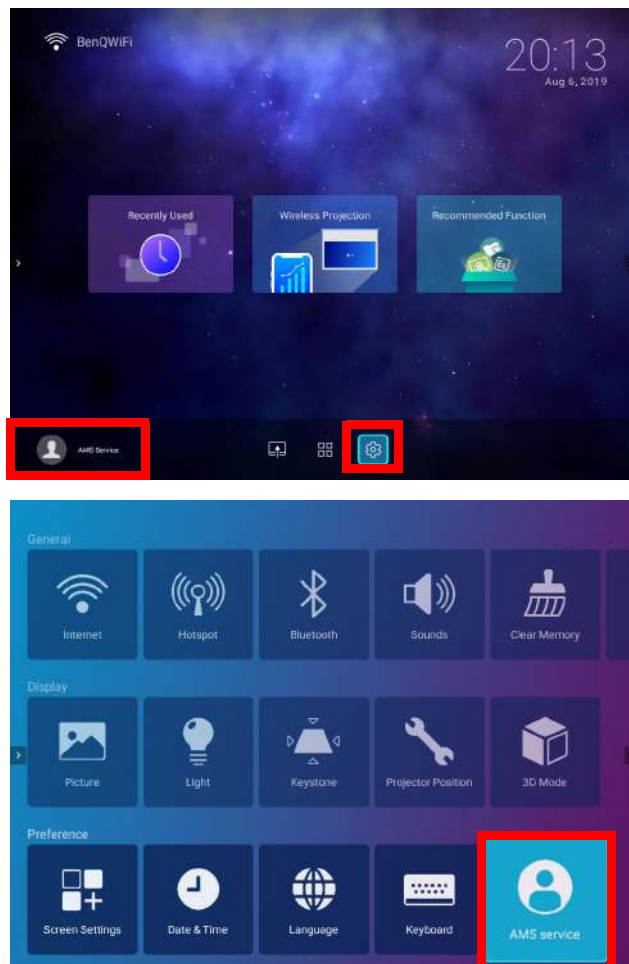 BenQWiFi
20:13
Aug 6, 2019
Recently Used
Wireless Projection
Recommended Function
AMS Service
General
Internet
Hotspot
Bluetooth
Sounds
Clear Memory
Display
Picture
Light
Keystone
Projector Position
3D Mode
Preference
Screen Settings
Date & Time
Language
Keyboard
AMS service